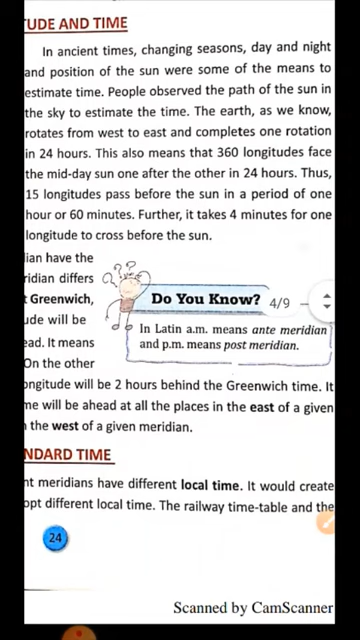 UDE AND TIME
In ancient times, changing seasons, day and night
and position of the sun were some of the means to
estimate time. People observed the path of the sun in
the sky to estimate the time. The earth, as we know,
rotates from west to east and completes one rotation
in 24 hours. This also means that 360 longitudes face
the mid-day sun one after the other in 24 hours. Thus,
15 longitudes pass before the sun in a period of one
hour or 60 minutes. Further, it takes 4 minutes for one
longitude to cross before the sun.
ian have the
ridian differs
t Greenwich,
ude will be
ead. It means
On the other
Do You Know?
4/9
In Latin a.m. means ante meridian
and p.m. means post meridian.
ongitude will be 2 hours behind the Greenwich time. It
me will be ahead at all the places in the east of a given
the west of a given meridian.
NDARD TIME
nt meridians have different local time. It would create
opt different local time. The railway time-table and the
24
Scanned by CamScanner